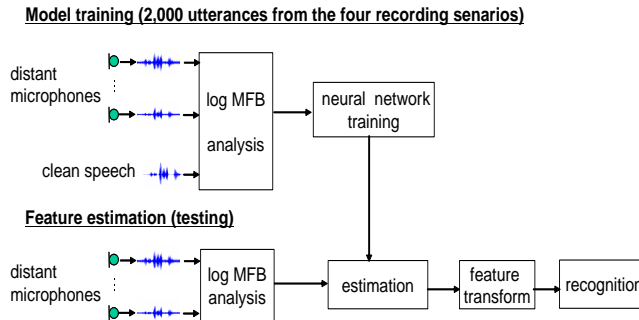 Model training (2,000 utterances from the four recording senarios)
distant
microphones
log MFB
analysis
neural network
training
clean speech
Feature estimation (testing)
distant
microphones
log MFB
analysis
estimation
feature
transform
recognition